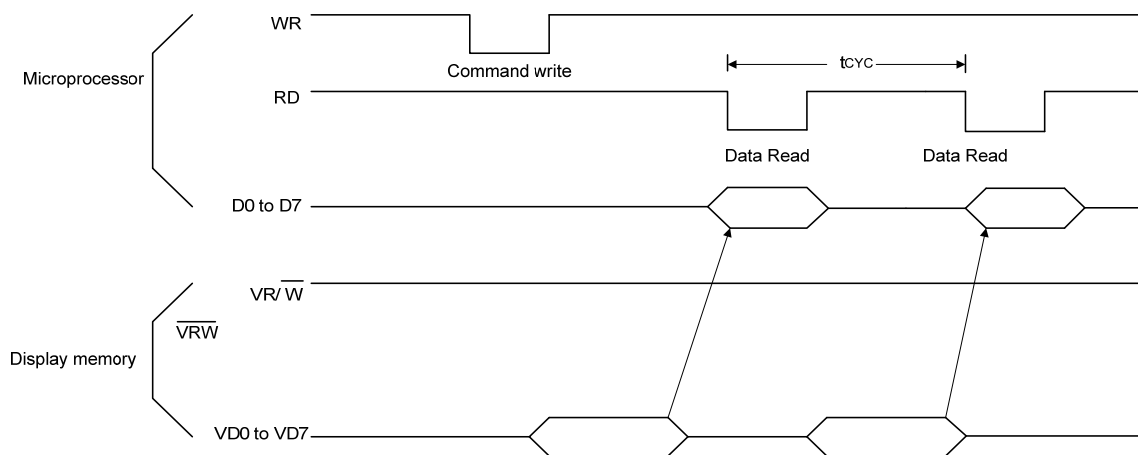 WR
Command write
Microprocessor
tCYC
RD
Data Read
Data Read
D0 to D7
VR/ W
VRW
Display memory
VD0 to VD7